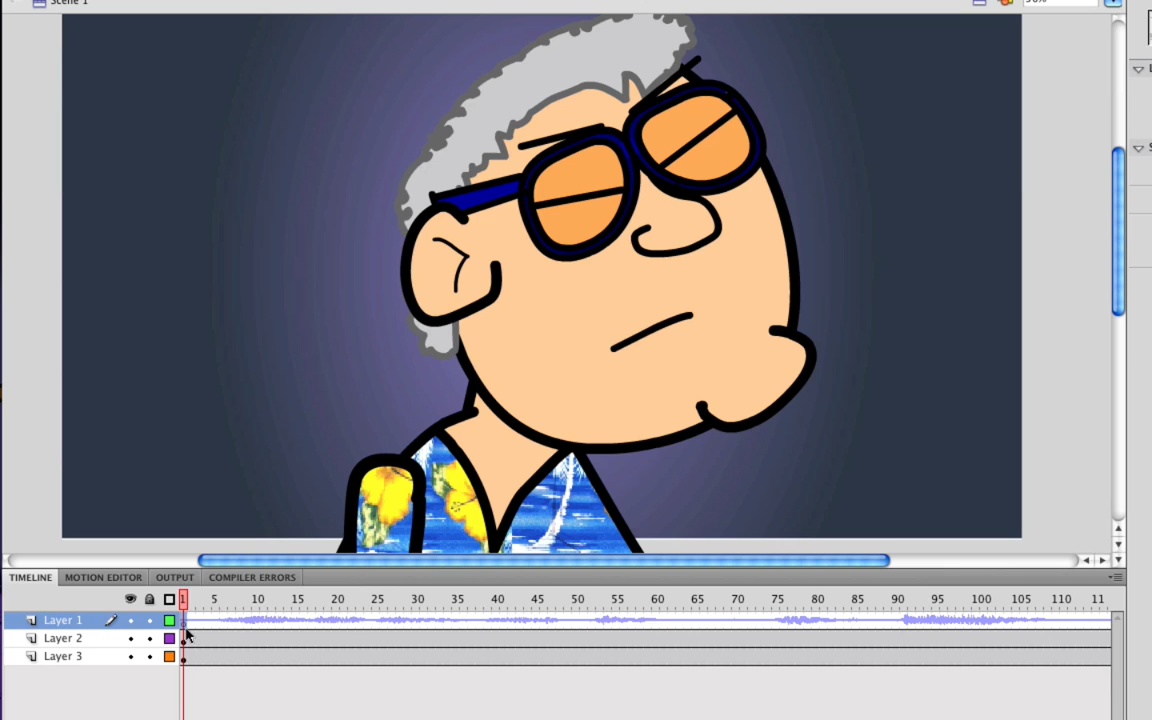 Scene 1
TIMELINE MOTION EDITOR OUTPUT COMPILER ERRORS
1 5 10 15 20 25 30 35 40 45 50 55 60 65 70 75 80 85 90 95 100 105 110 11
Layer 1
Layer 2
Layer 3